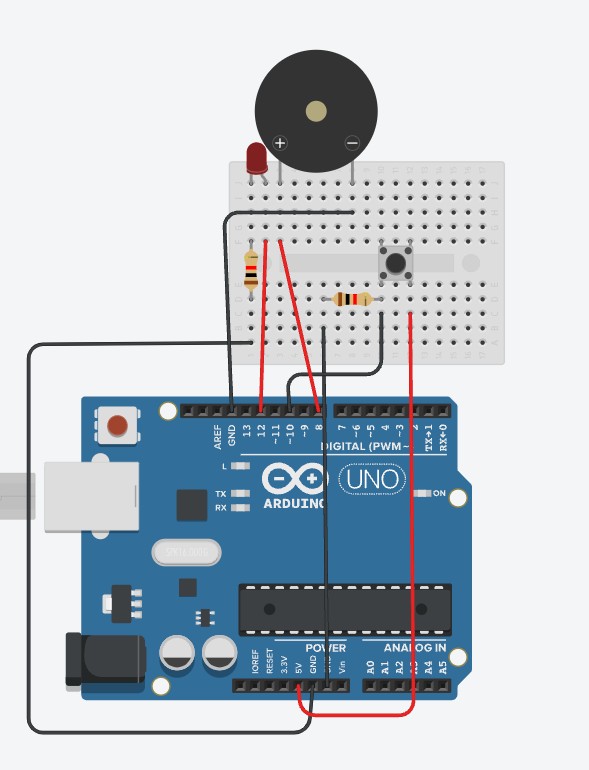 + −
AREF
GND
13
12
~11
~10
~9
8
7
~6
~5
4
~3
2
TX→1
RX←0
DIGITAL (PWM~
L
TX
RX
ARDUINO
UNO
ON
POWER
ANALOG IN
IOREF
RESET
3.3V
5V
GND
Vin
A0
A1
A2
A4
A5